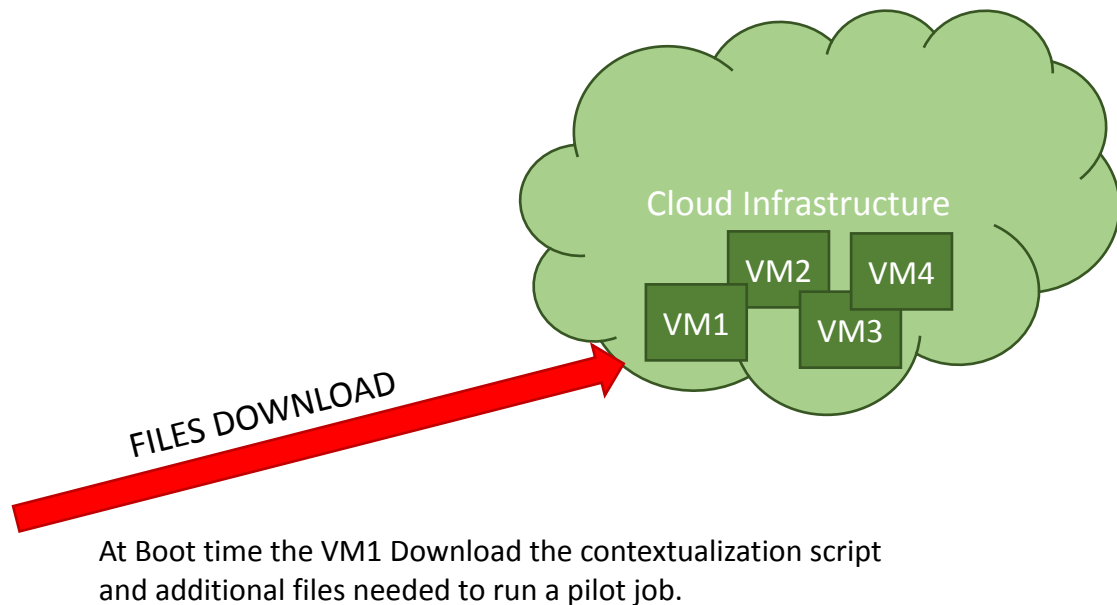 Cloud Infrastructure
VM2
VM4
VM1
VM3
FILES DOWNLOAD
At Boot time the VM1 Download the contextualization script
and additional files needed to run a pilot job.